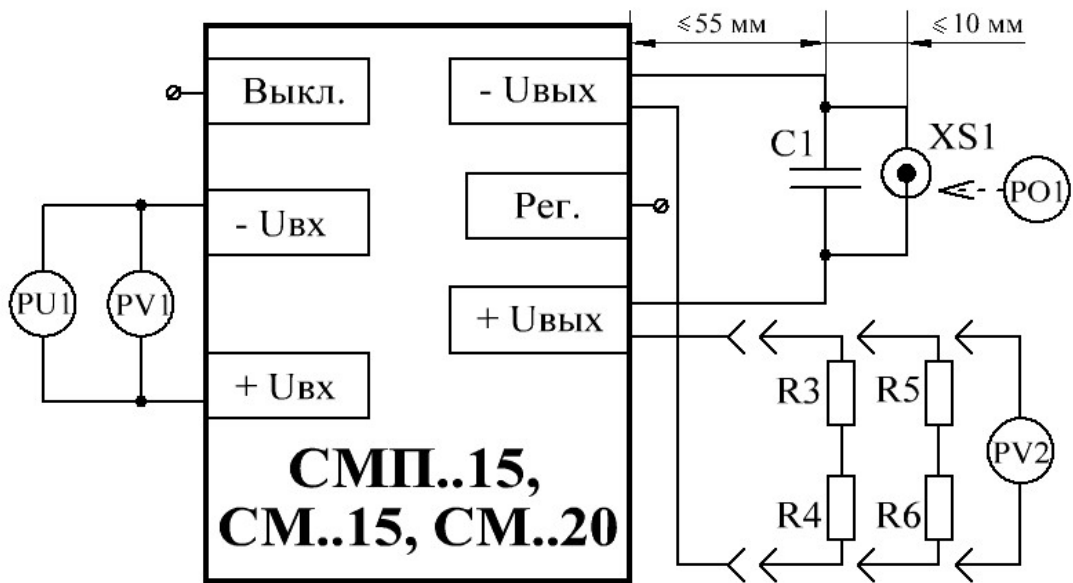 ≤55 мм
≤10 мм
Выкл.
- Uвых
C1
XS1
PO1
Рег.
- Uвх
PU1
PV1
+ Uвых
+ Uвх
R3
R5
PV2
R4
R6
СМП..15,
СМ..15, СМ..20